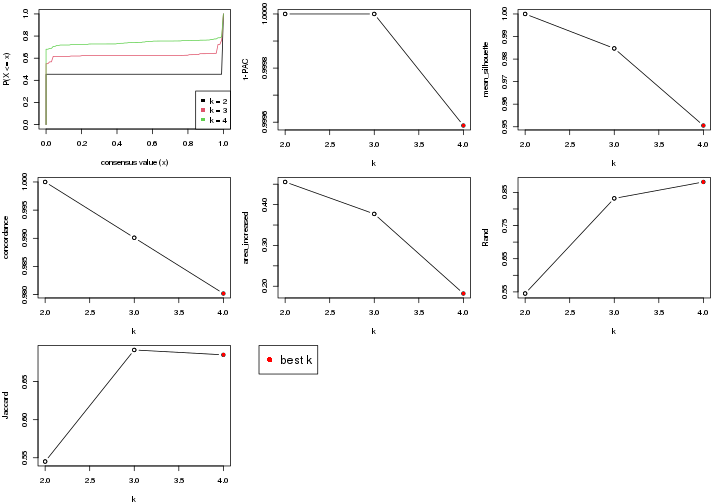 P(X <= x)
0.0 0.2 0.4 0.6 0.8 1.0
k = 2
k = 3
k = 4
0.0 0.2 0.4 0.6 0.8 1.0
consensus value (x)
1-PAC
0.9996 0.9998 1.0000
2.0 2.5 3.0 3.5 4.0
k
mean_silhouette
0.95 0.96 0.97 0.98 0.99 1.00
2.0 2.5 3.0 3.5 4.0
k
concordance
0.980 0.985 0.990 0.995 1.000
2.0 2.5 3.0 3.5 4.0
k
area_increased
0.20 0.30 0.40
2.0 2.5 3.0 3.5 4.0
k
Rand
0.55 0.65 0.75 0.85
2.0 2.5 3.0 3.5 4.0
k
Jaccard
0.55 0.60 0.65
2.0 2.5 3.0 3.5 4.0
k
best k